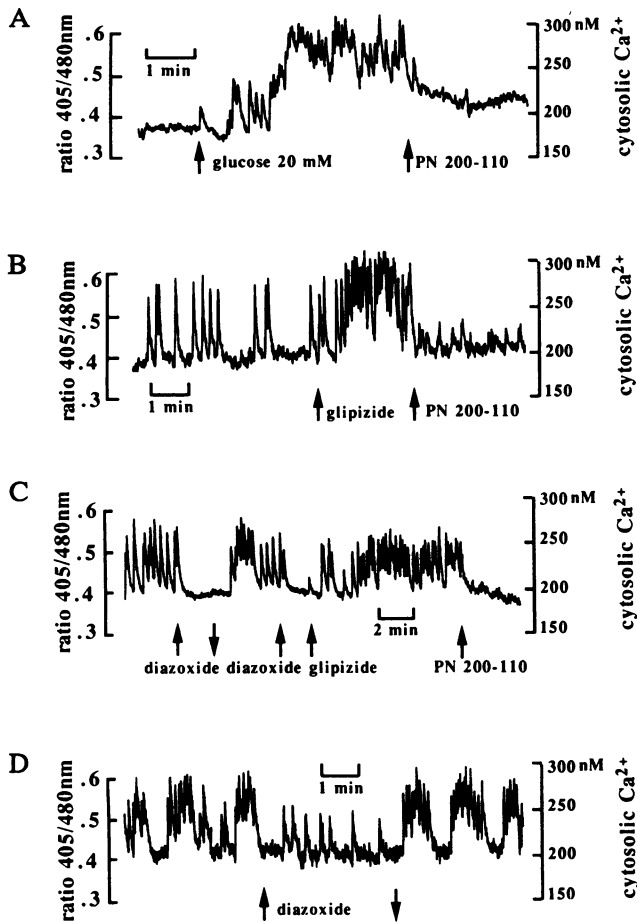 A
ratio 405/480nm
.6
.5
.4
.3
1 min
glucose 20 mM
PN 200-110
300 nM
250
200
150
cytosolic Ca2+
B
ratio 405/480nm
.6
.5
.4
.3
1 min
glipizide
PN 200-110
300 nM
250
200
150
cytosolic Ca2+
C
ratio 405/480nm
.6
.5
.4
.3
2 min
diazoxide diazoxide glipizide
PN 200-110
300 nM
250
200
150
cytosolic Ca2+
D
ratio 405/480nm
.6
.5
.4
.3
1 min
diazoxide
300 nM
250
200
150
cytosolic Ca2+